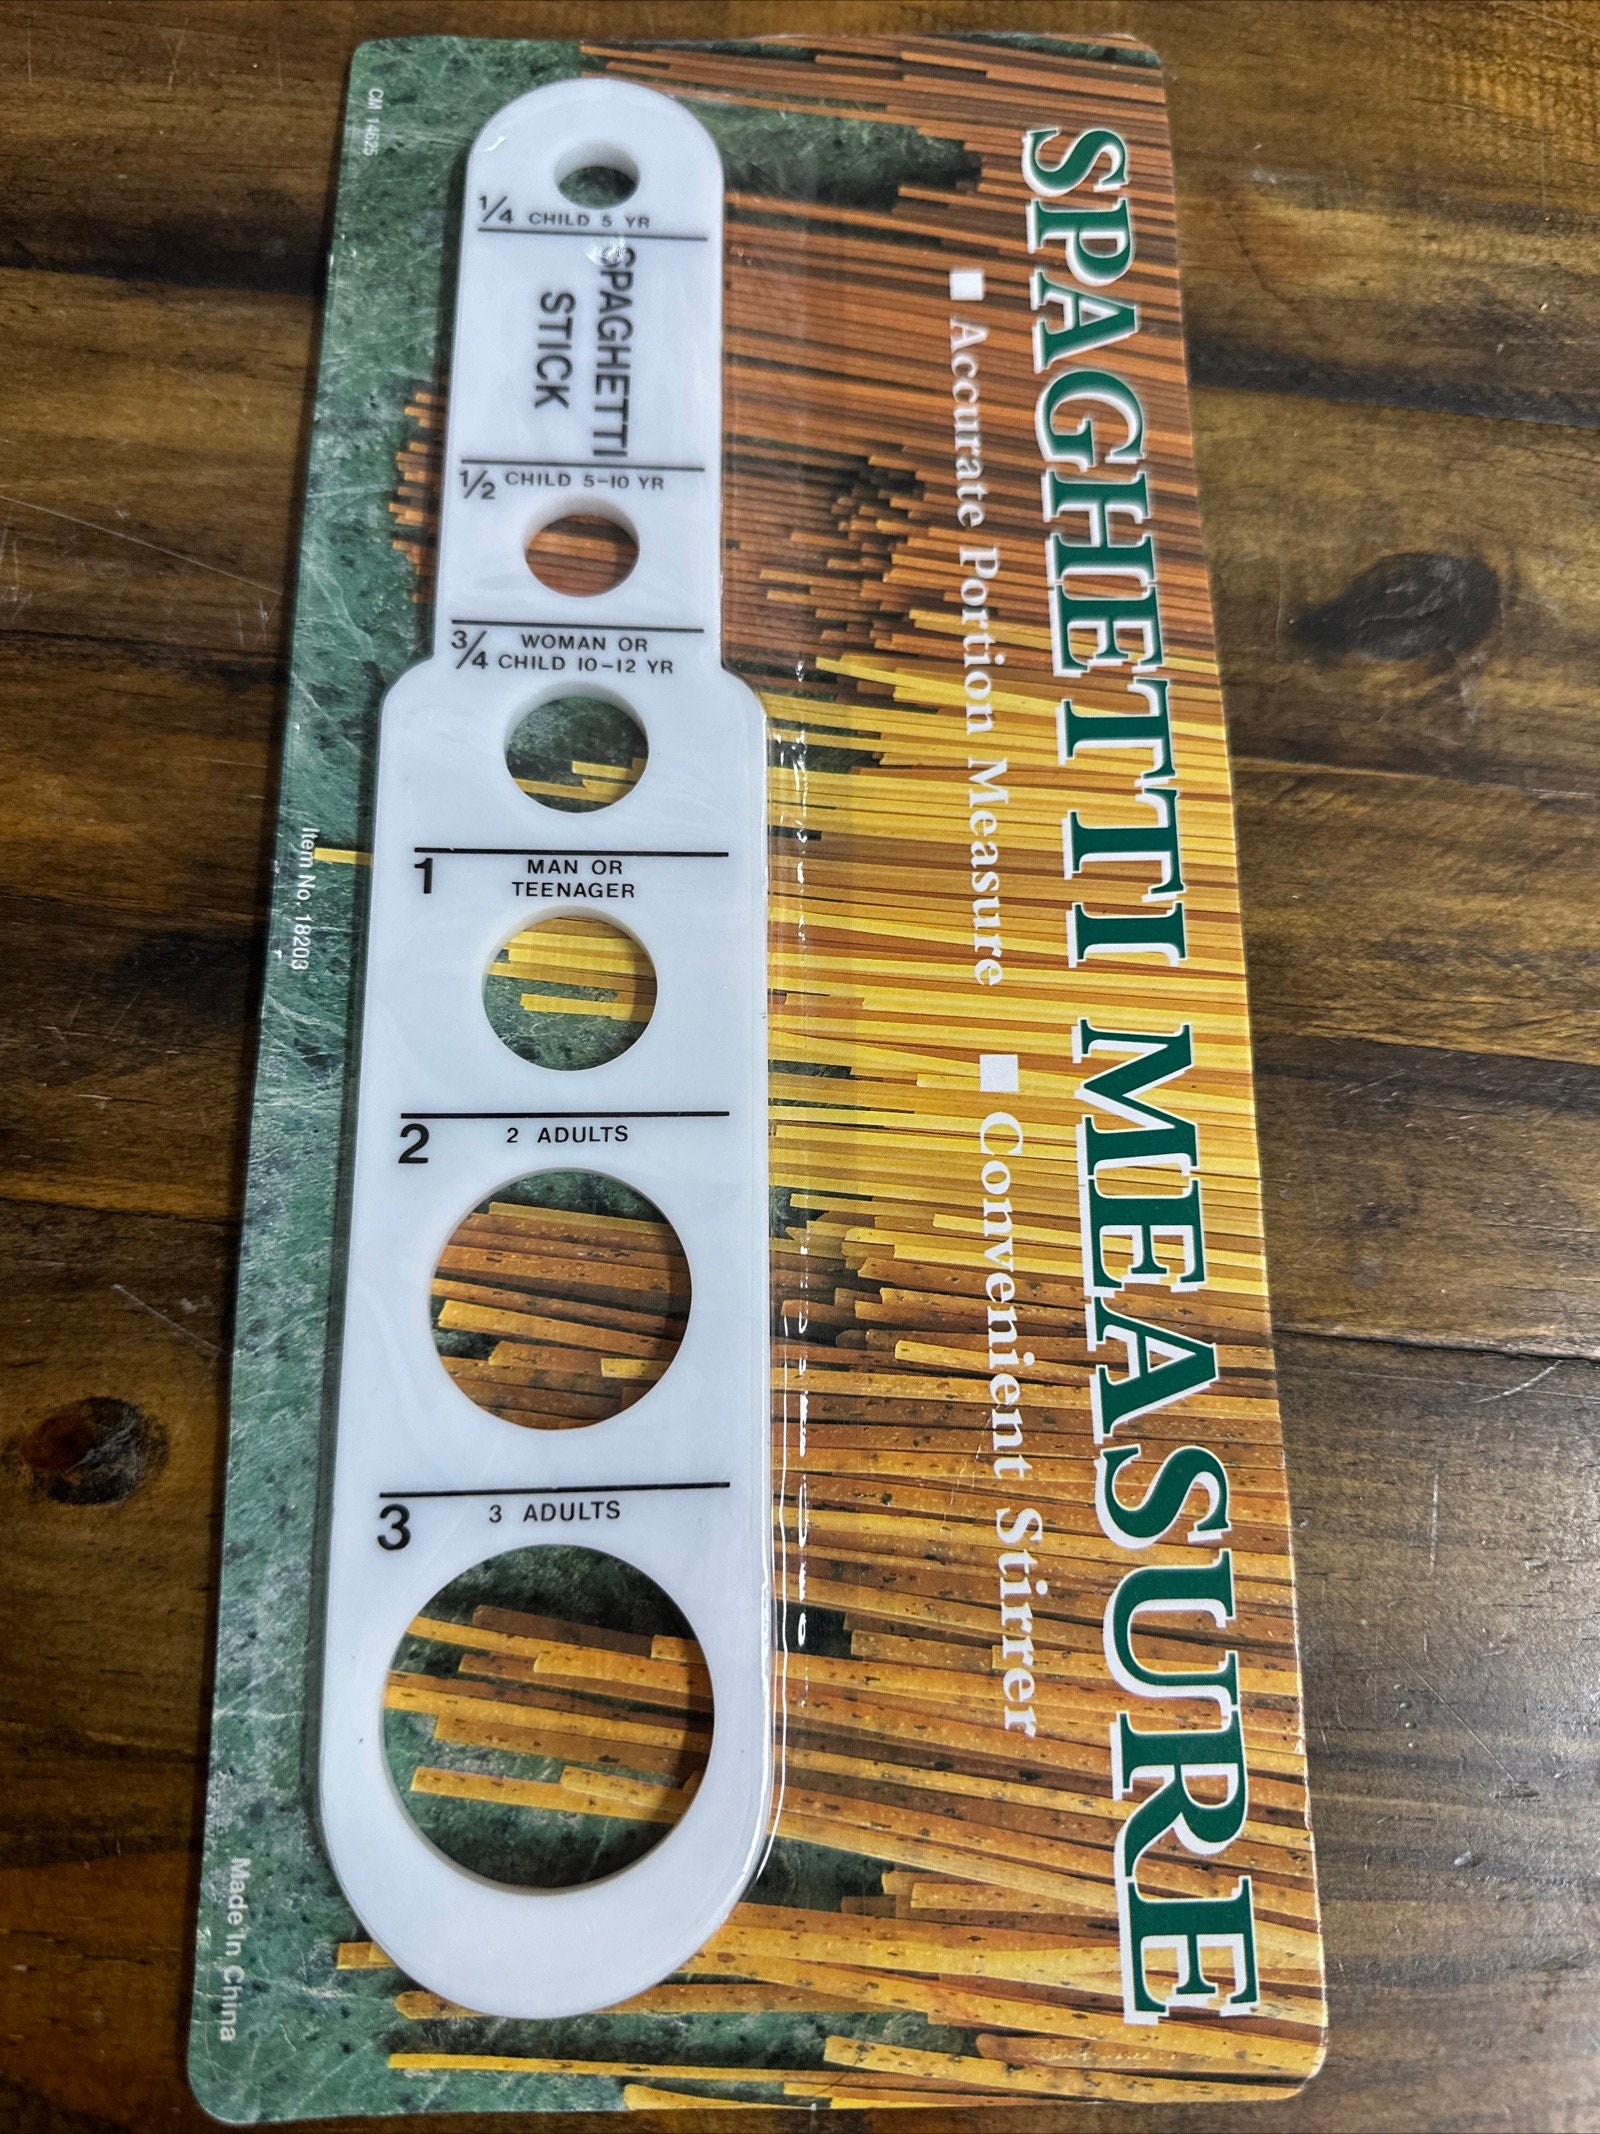 SPAGHETTI MEASURE
Accurate Portion Measure
Convenient Stirrer
1/4 CHILD 5 YR
SPAGHETTI
STICK
1/2 CHILD 5-10 YR
3/4 WOMAN OR
CHILD 10-12 YR
1 MAN OR
TEENAGER
2 2 ADULTS
3 3 ADULTS
CM 14625
Item No. 18203
Made In China